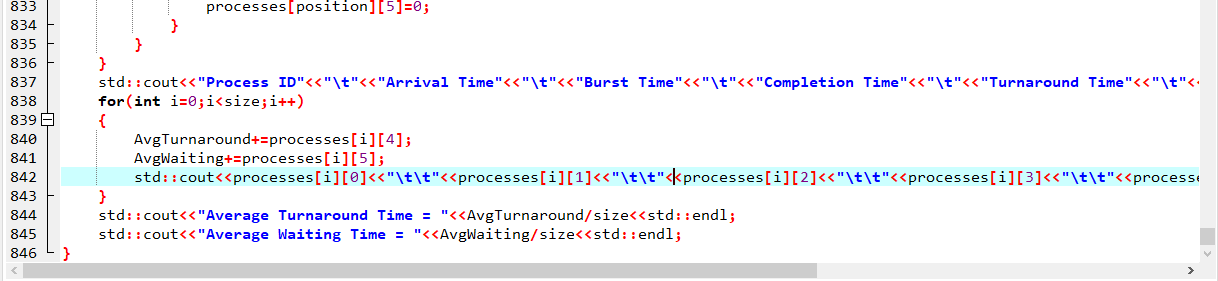 833 processes[position][5]=0;
834 }
835 }
836 }
837 std::cout<<"Process ID"<<"\t"<<"Arrival Time"<<"\t"<<"Burst Time"<<"\t"<<"Completion Time"<<"\t"<<"Turnaround Time"<<"\t"<<
838 for(int i=0;i<size;i++)
839 {
840 AvgTurnaround+=processes[i][4];
841 AvgWaiting+=processes[i][5];
842 std::cout<<processes[i][0]<<"\t\t"<<processes[i][1]<<"\t\t"<<processes[i][2]<<"\t\t"<<processes[i][3]<<"\t\t"<<processe
843 }
844 std::cout<<"Average Turnaround Time = "<<AvgTurnaround/size<<std::endl;
845 std::cout<<"Average Waiting Time = "<<AvgWaiting/size<<std::endl;
846 }